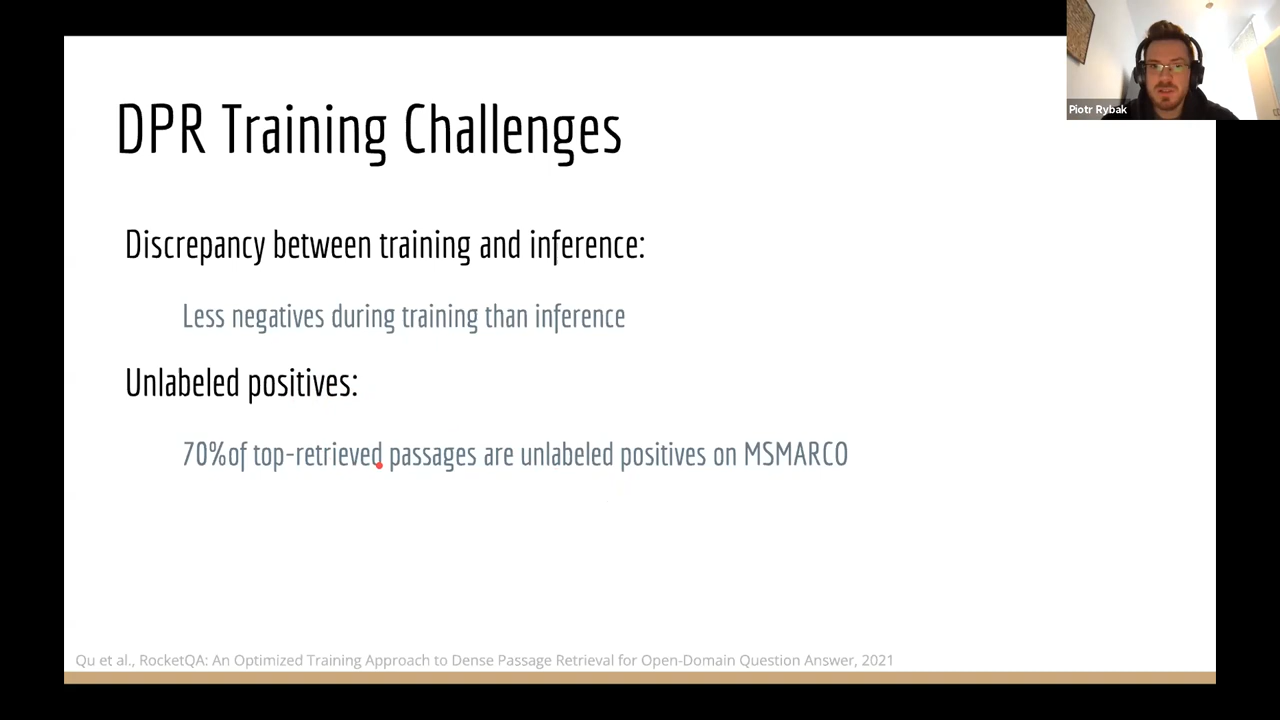 Piotr Rybak
DPR Training Challenges
Discrepancy between training and inference:
Less negatives during training than inference
Unlabeled positives:
70%of top-retrieved passages are unlabeled positives on MSMARCO
Qu et al., RocketQA: An Optimized Training Approach to Dense Passage Retrieval for Open-Domain Question Answer, 2021